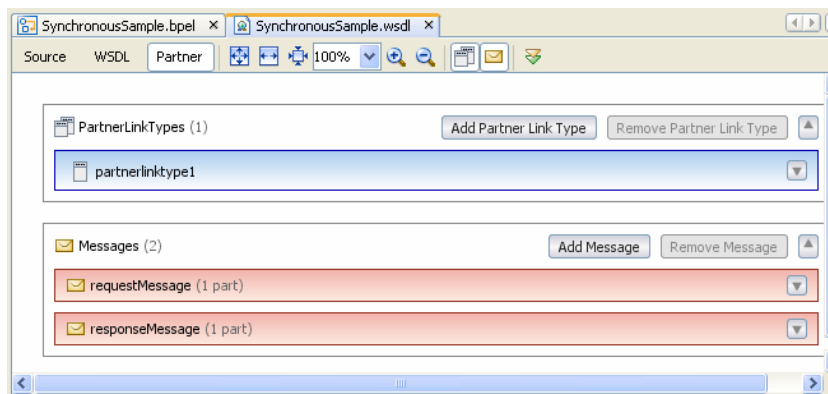 SynchronousSample.bpel × SynchronousSample.wsdl ×
Source WSDL Partner 100%
PartnerLinkTypes (1) Add Partner Link Type Remove Partner Link Type
partnerlinktype1
Messages (2) Add Message Remove Message
requestMessage (1 part)
responseMessage (1 part)